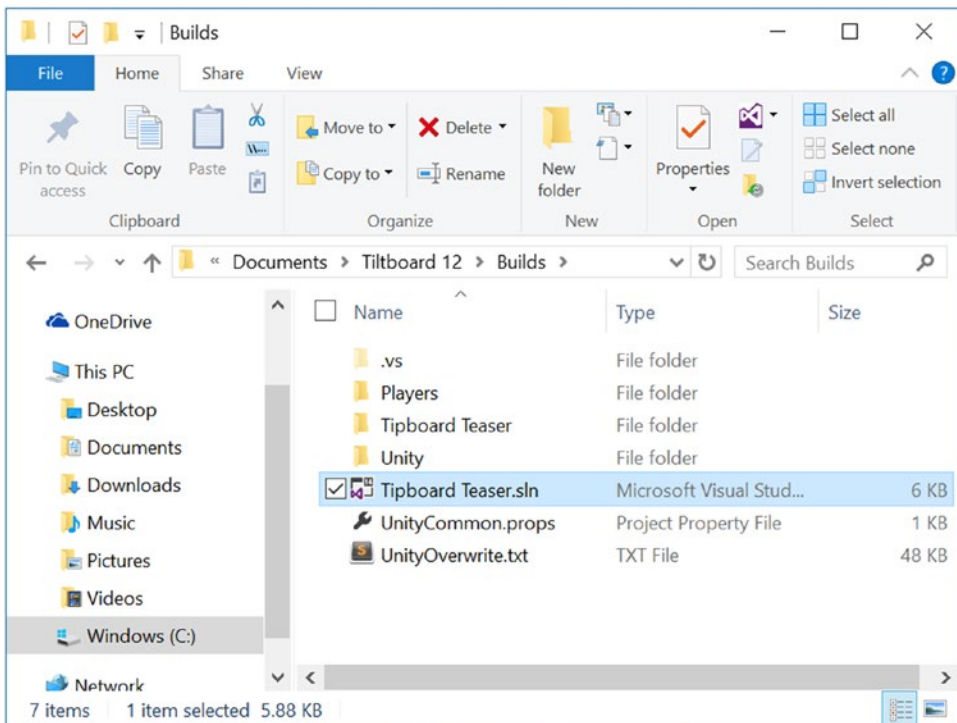 Builds
File Home Share View
Pin to Quick access
Copy
Paste
W...
Clipboard
Move to
Copy to
Delete
Rename
Organize
New folder
New
Properties
Open
Select all
Select none
Invert selection
Select
« Documents > Tiltboard 12 > Builds >
Search Builds
OneDrive
This PC
Desktop
Documents
Downloads
Music
Pictures
Videos
Windows (C:)
Network
Name Type Size
.vs File folder
Players File folder
Tipboard Teaser File folder
Unity File folder
Tipboard Teaser.sln Microsoft Visual Stud... 6 KB
UnityCommon.props Project Property File 1 KB
UnityOverwrite.txt TXT File 48 KB
7 items 1 item selected 5.88 KB